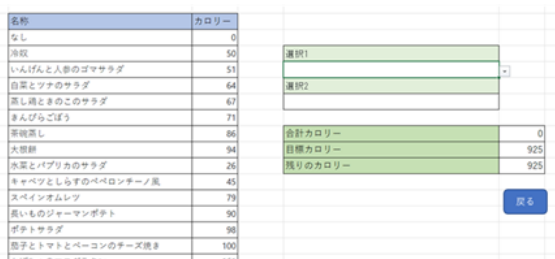 名称 カロリー
なし 0
冷奴 50
いんげんと人参のゴマサラダ 51
白菜とツナのサラダ 64
蒸し鶏ときのこのサラダ 67
きんぴらごぼう 71
茶碗蒸し 86
大根餅 94
水菜とパプリカのサラダ 26
キャベツとしらすのペペロンチーノ風 45
スペインオムレツ 79
長いものジャーマンポテト 90
ポテトサラダ 98
茄子とトマトとベーコンのチーズ焼き 100
選択1
選択2
合計カロリー 0
目標カロリー 925
残りのカロリー 925
戻る